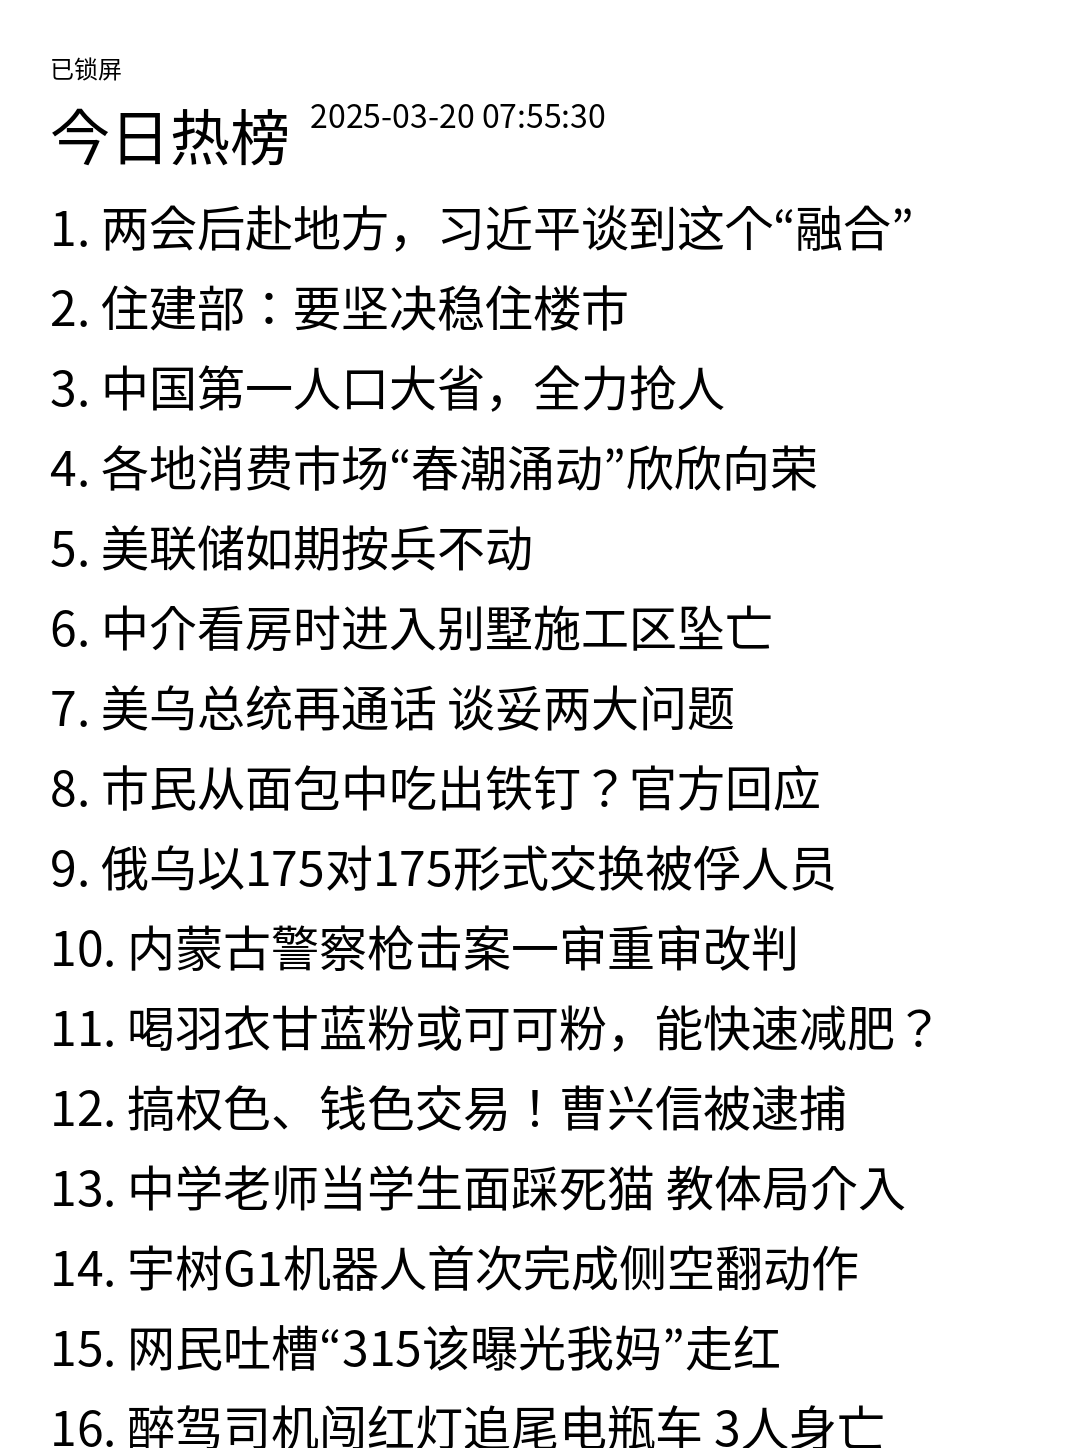 已锁屏
今日热榜 2025-03-20 07:55:30
1. 两会后赴地方，习近平谈到这个“融合”
2. 住建部：要坚决稳住楼市
3. 中国第一人口大省，全力抢人
4. 各地消费市场“春潮涌动”欣欣向荣
5. 美联储如期按兵不动
6. 中介看房时进入别墅施工区坠亡
7. 美乌总统再通话 谈妥两大问题
8. 市民从面包中吃出铁钉？官方回应
9. 俄乌以175对175形式交换被俘人员
10. 内蒙古警察枪击案一审重审改判
11. 喝羽衣甘蓝粉或可可粉，能快速减肥？
12. 搞权色、钱色交易！曹兴信被逮捕
13. 中学老师当学生面踩死猫 教体局介入
14. 宇树G1机器人首次完成侧空翻动作
15. 网民吐槽“315该曝光我妈”走红
16. 醉驾司机闯红灯追尾电瓶车 3人身亡